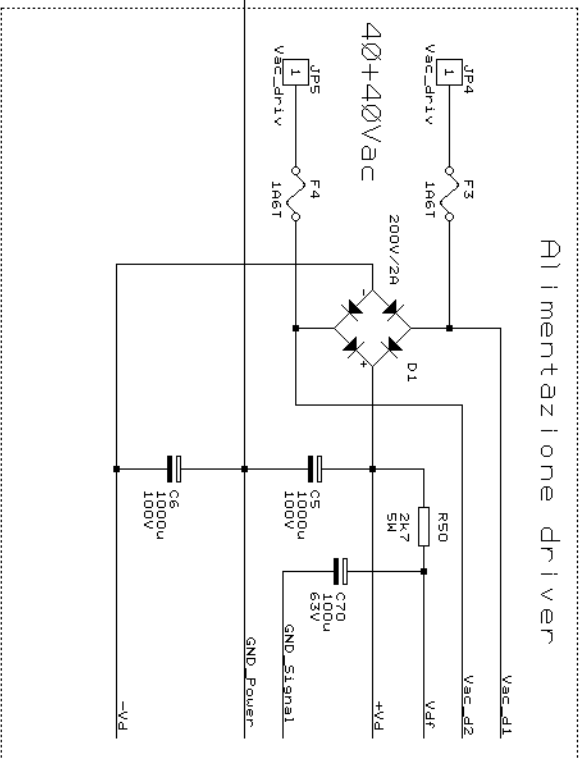 Alimentazione driver
JP4
1
Vac_driv
F3
1A6T
40+40Vac
JP5
1
Vac_driv
F4
1A6T
200V/2A
-
+
D1
R50
2k7
5W
C5
1000u
100V
C6
1000u
100V
C70
100u
63V
Vac_d1
Vac_d2
Vdf
+Vd
GND_Signal
GND_Power
-Vd